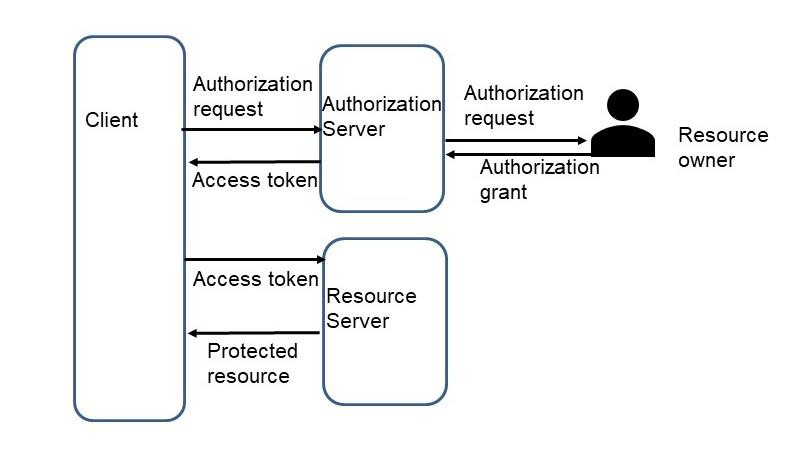 Client
Authorization
request
Authorization
Server
Access token
Authorization
request
Authorization
grant
Resource
owner
Access token
Resource
Server
Protected
resource